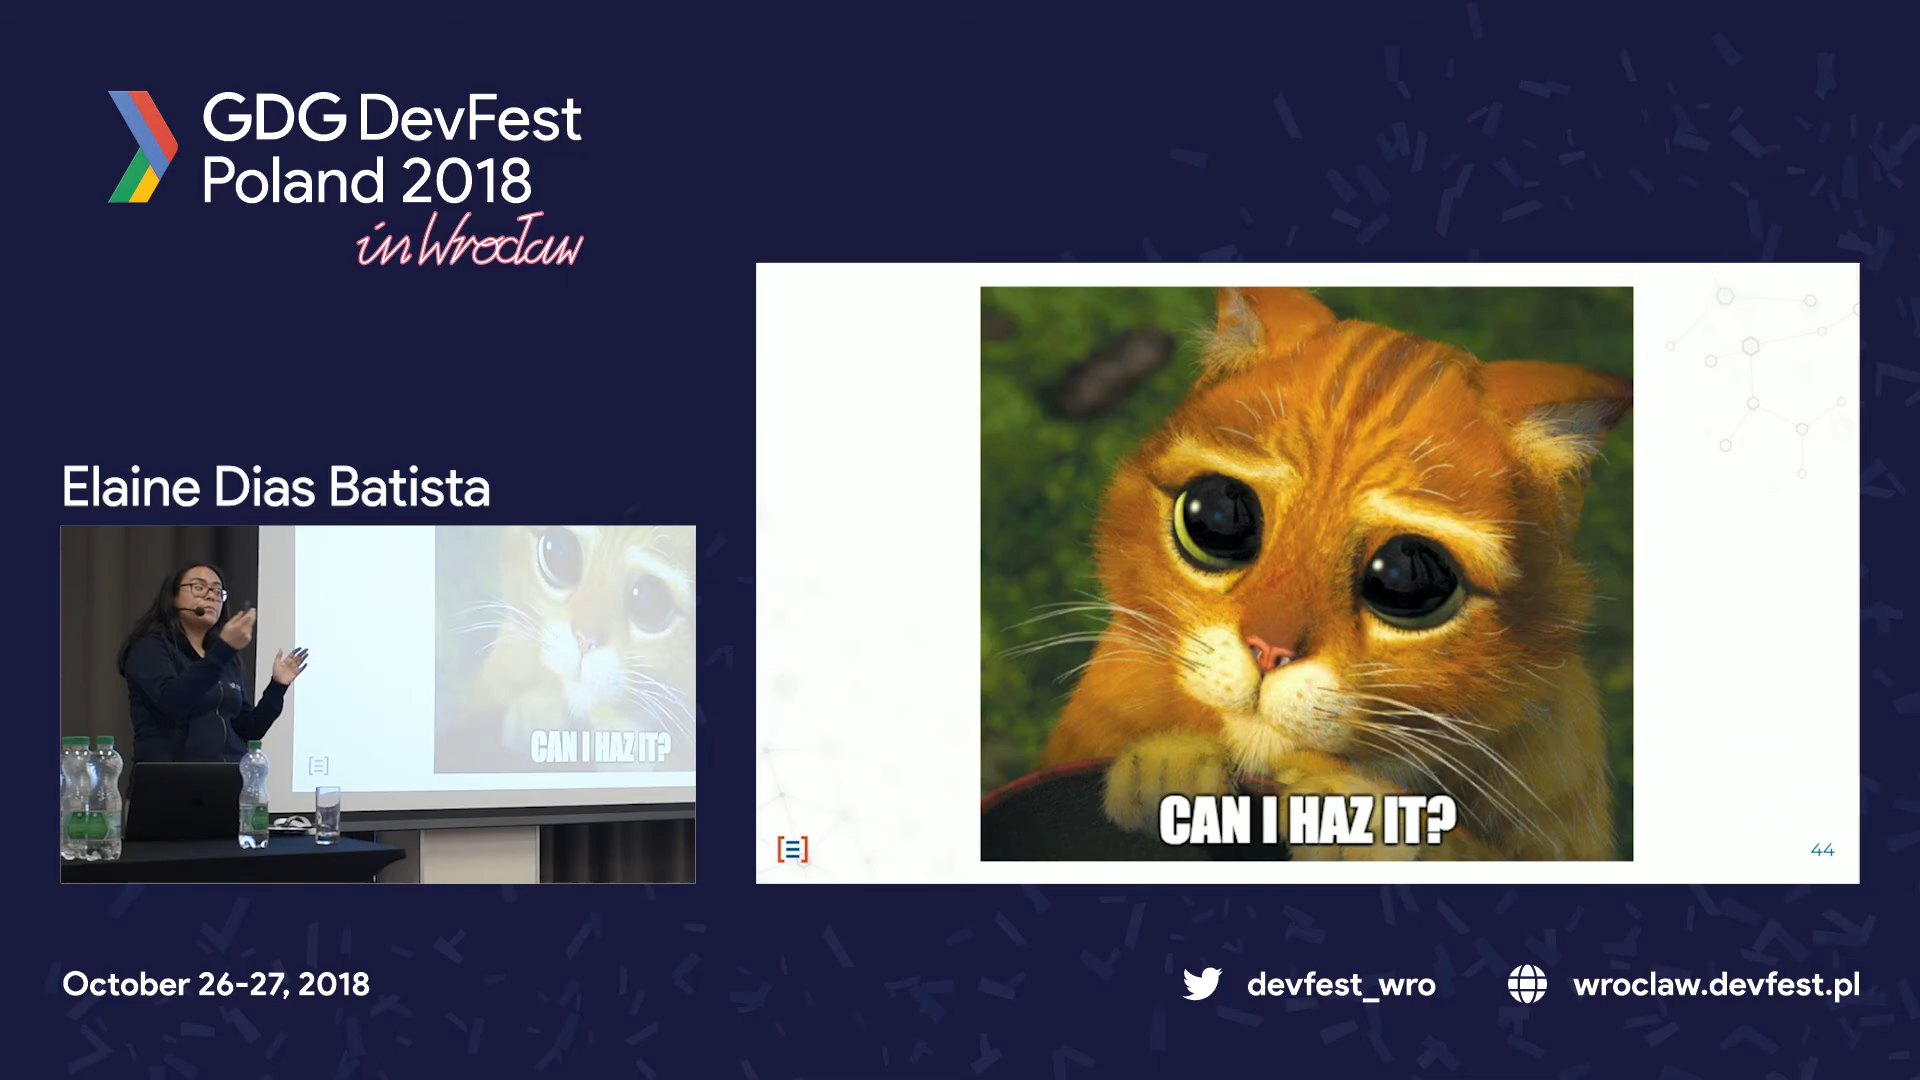 GDG DevFest
Poland 2018
in Wrocław
Elaine Dias Batista
CAN I HAZ IT?
CAN I HAZ IT?
44
October 26-27, 2018
devfest_wro
wroclaw.devfest.pl